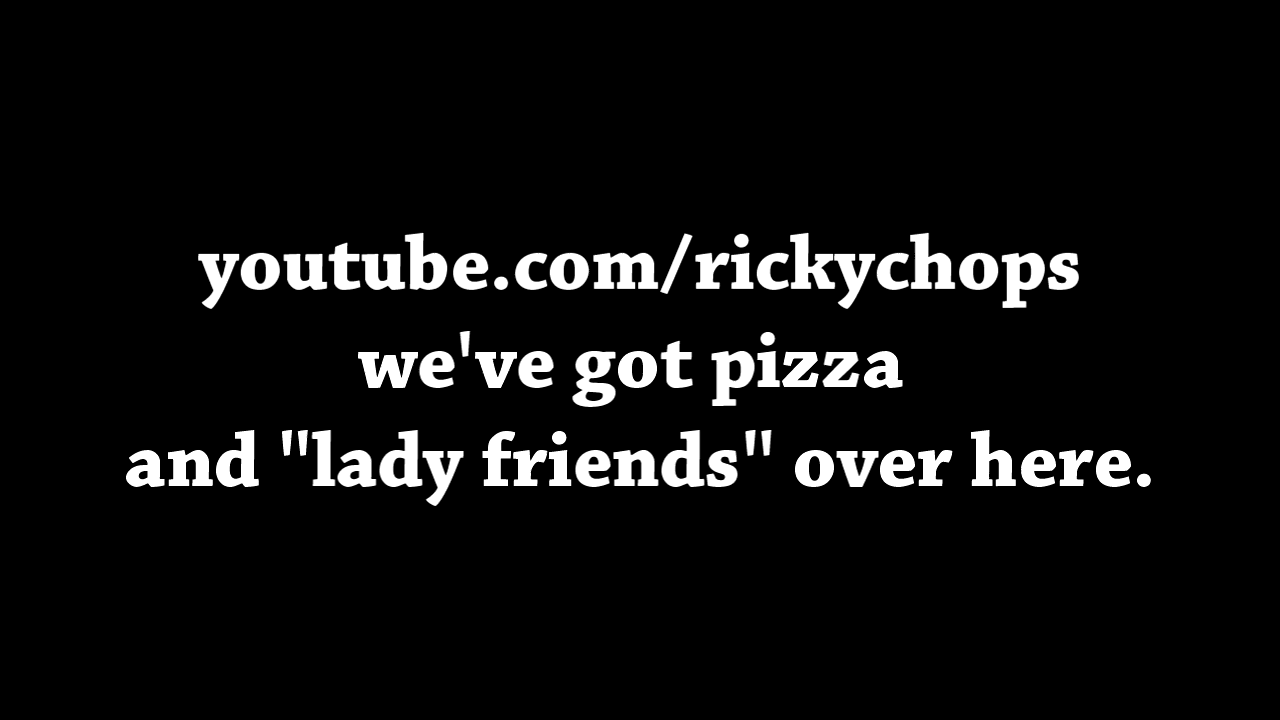 youtube.com/rickychops
we've got pizza
and "lady friends" over here.